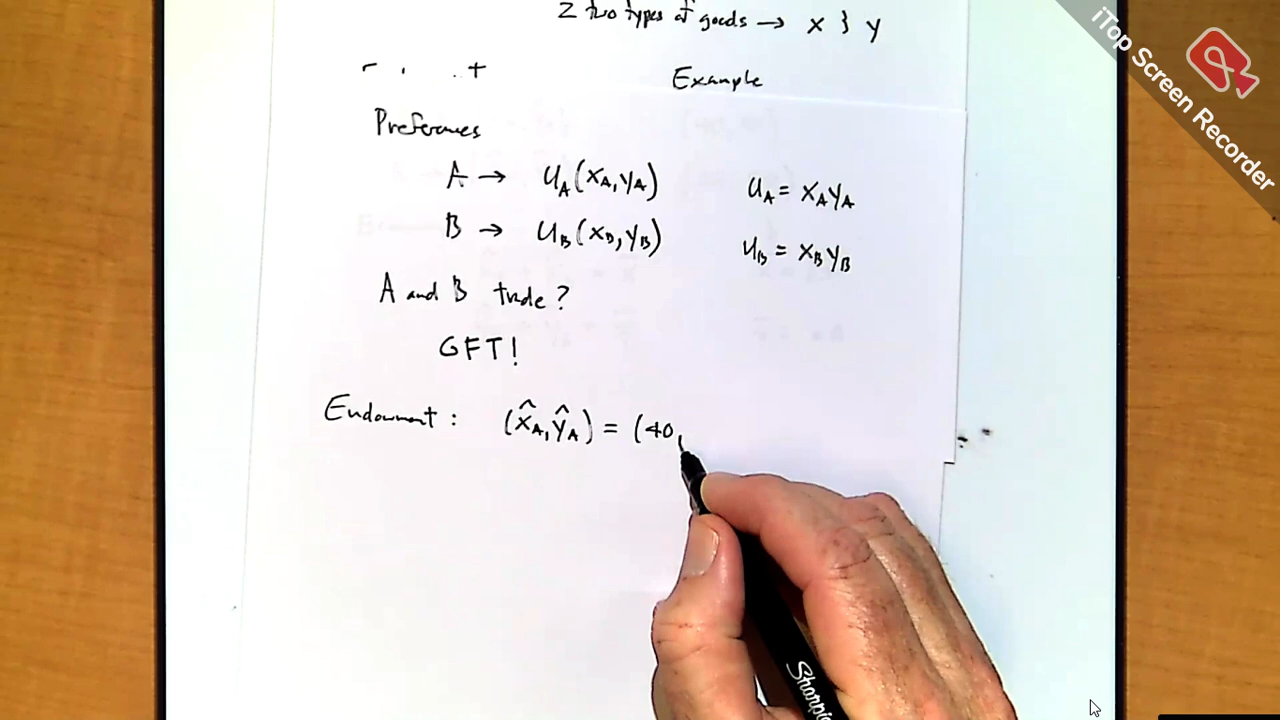 2 two types of goods → x } y
Example
Preferences
A → U_A(x_A, y_A) U_A = x_A y_A
B → U_B(x_B, y_B) U_B = x_B y_B
A and B trade?
GFT!
Endowment : (x̂_A, ŷ_A) = (40,
Sharpie
iTop Screen Recorder